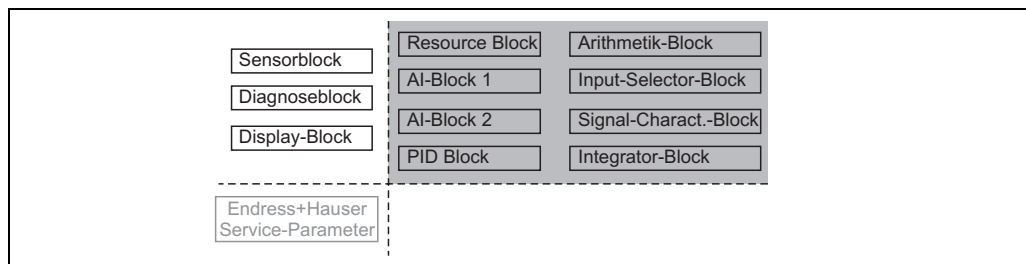 Sensorblock
Diagnoseblock
Display-Block
Resource Block
AI-Block 1
AI-Block 2
PID Block
Arithmetik-Block
Input-Selector-Block
Signal-Charact.-Block
Integrator-Block
Endress+Hauser
Service-Parameter